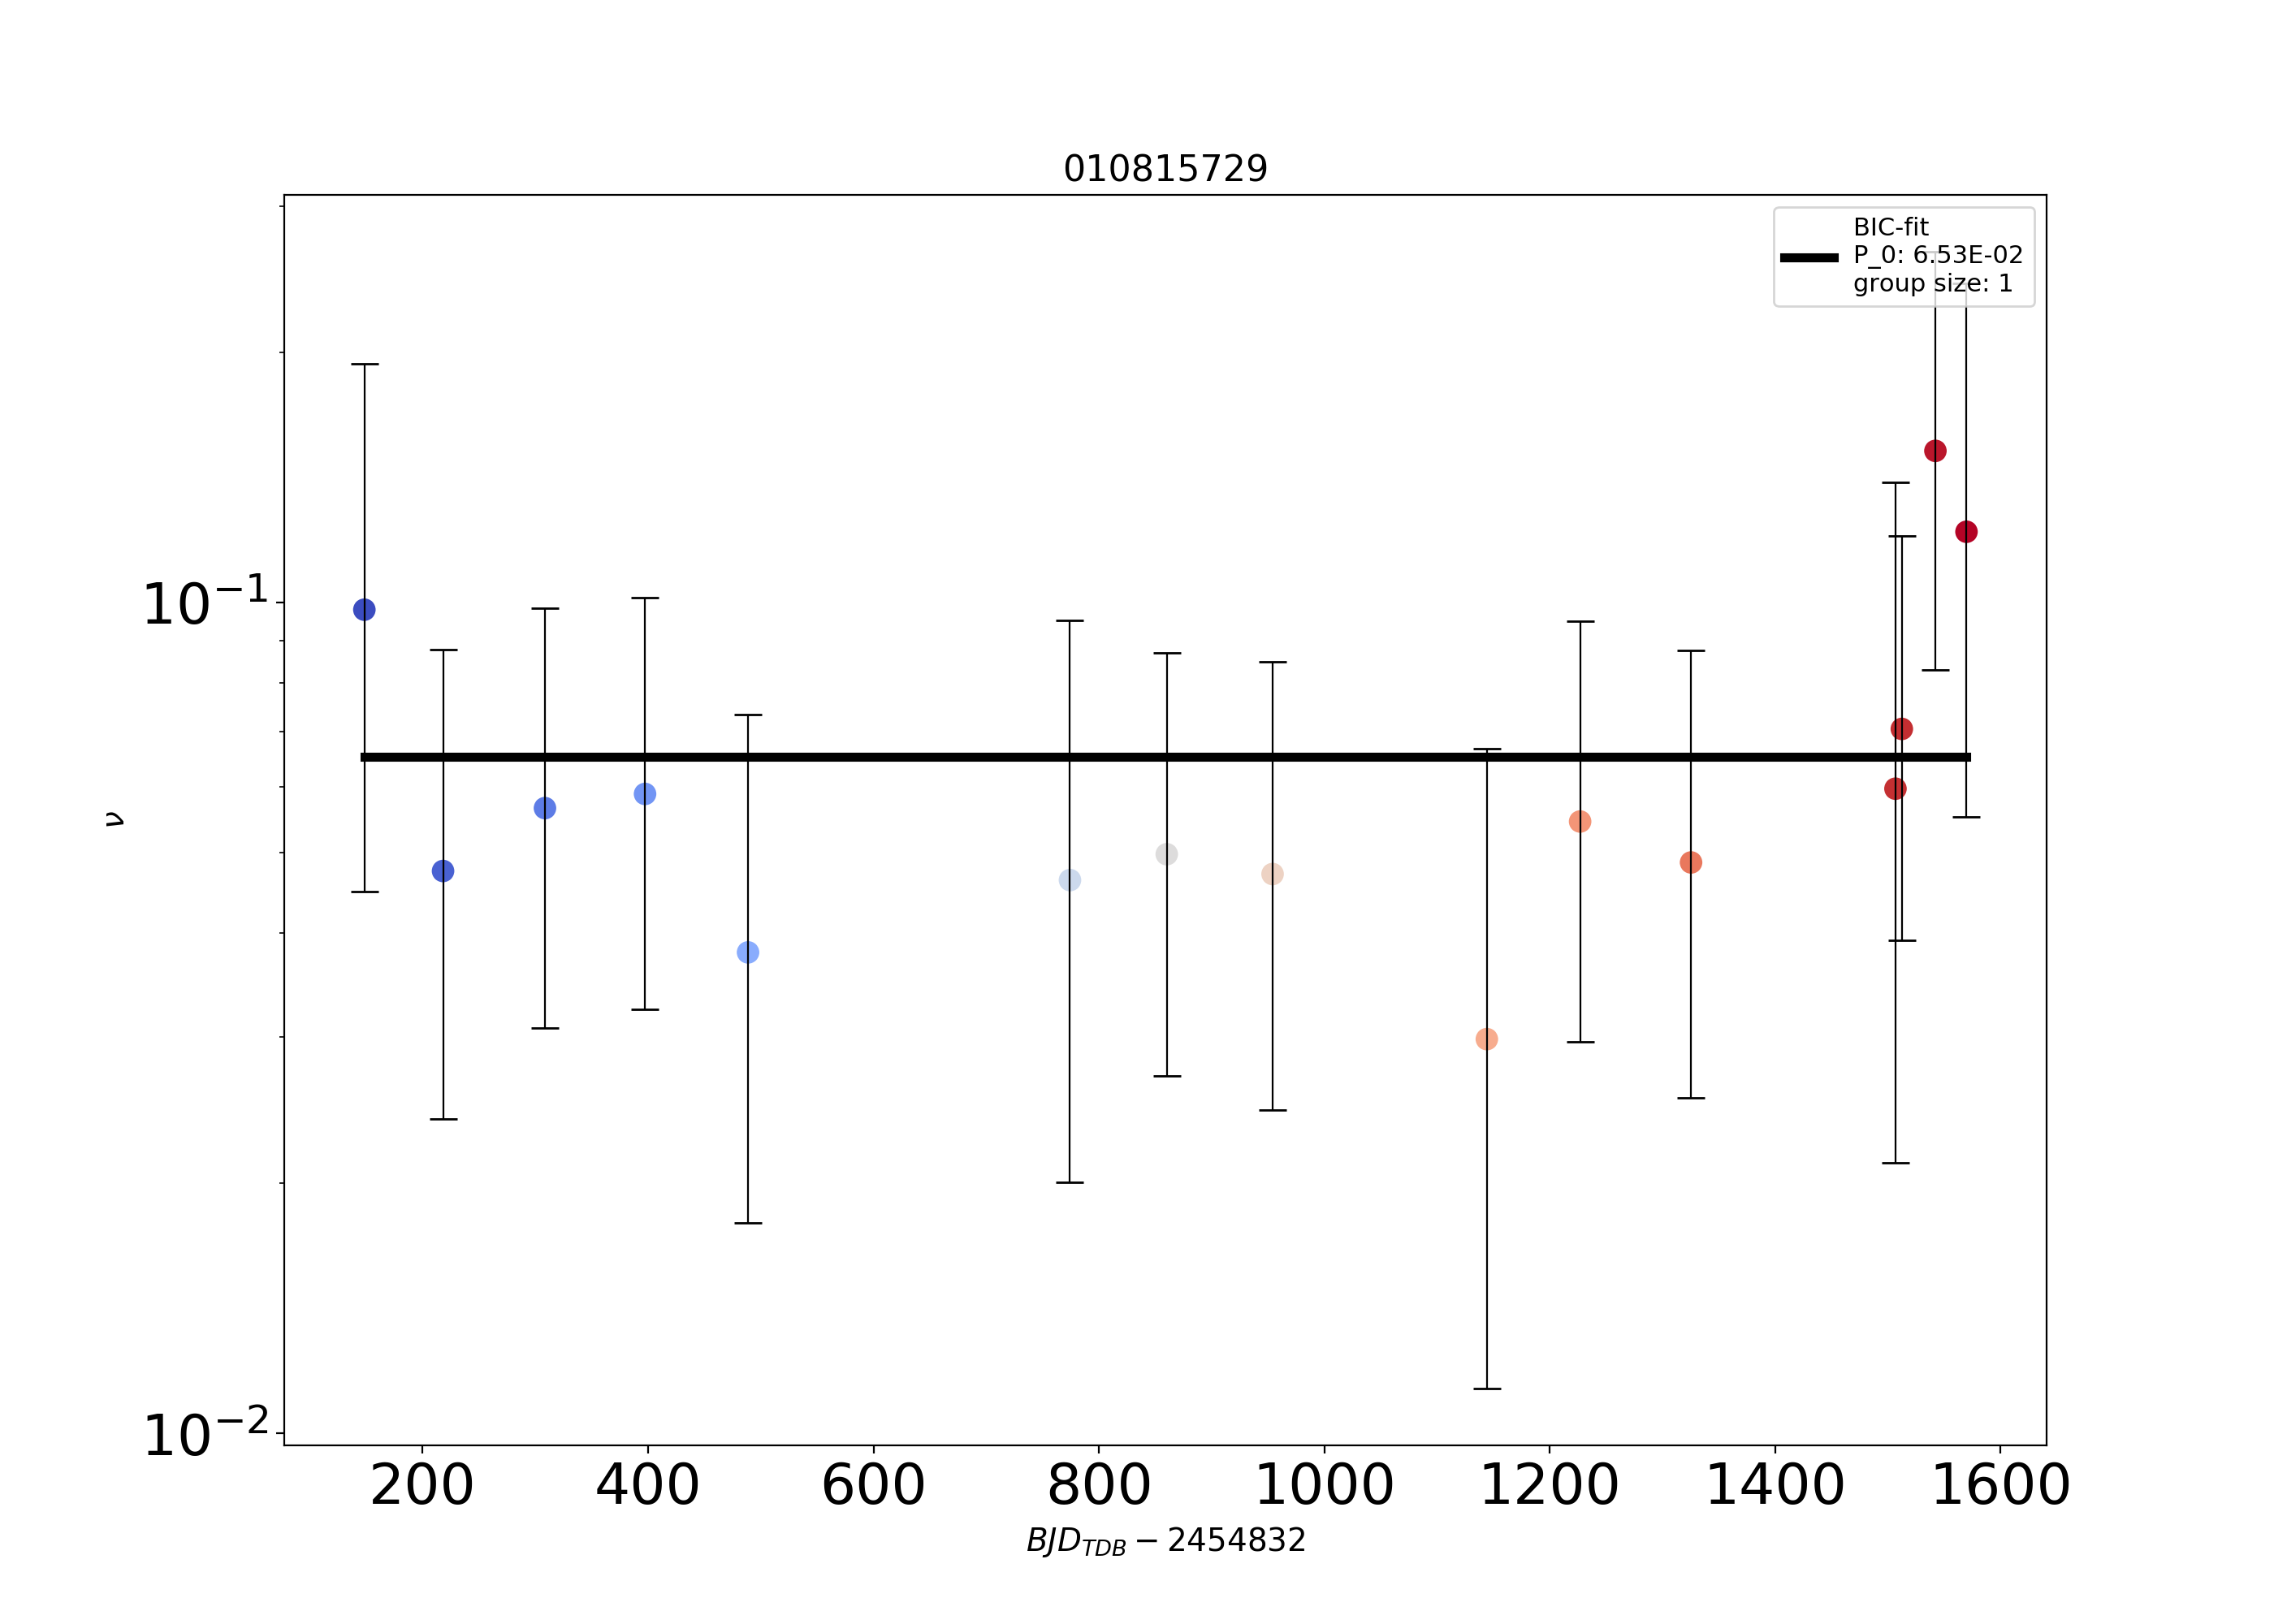 010815729
BIC-fit
P_0: 6.53E-02
group size: 1
10⁻¹
10⁻²
ν
200 400 600 800 1000 1200 1400 1600
BJD_TDB − 2454832